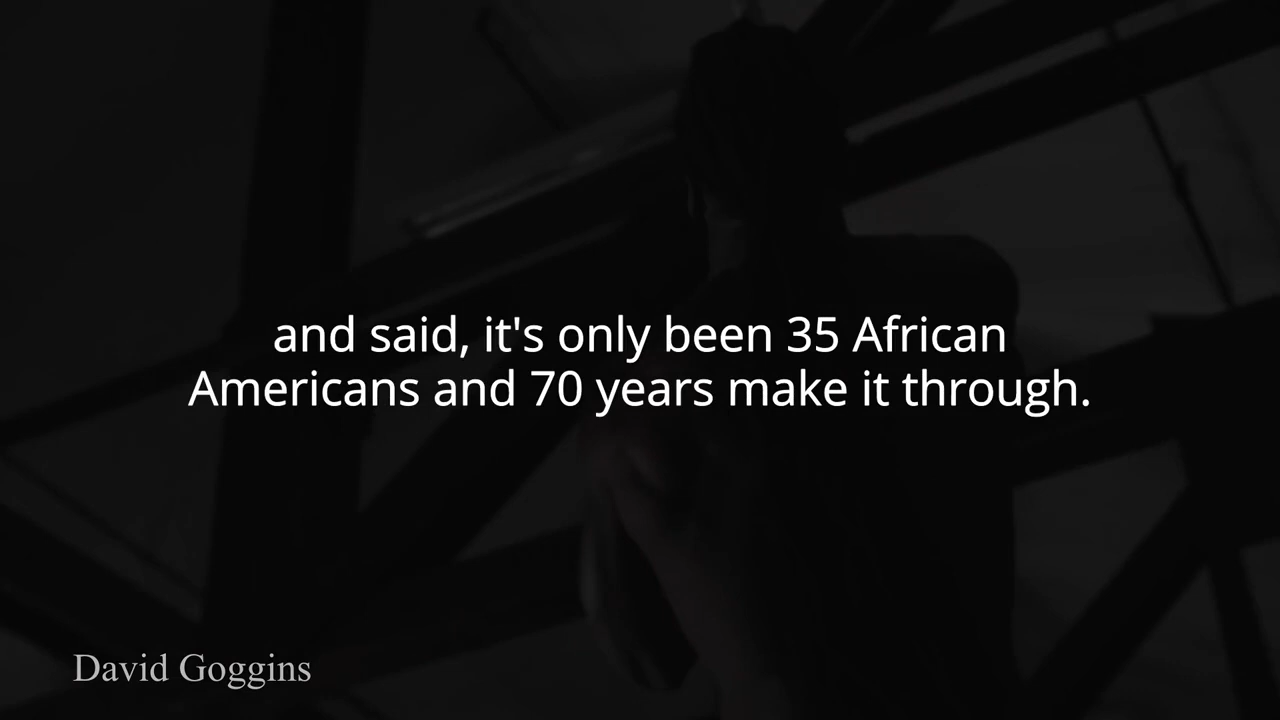 and said, it's only been 35 African
Americans and 70 years make it through.
David Goggins